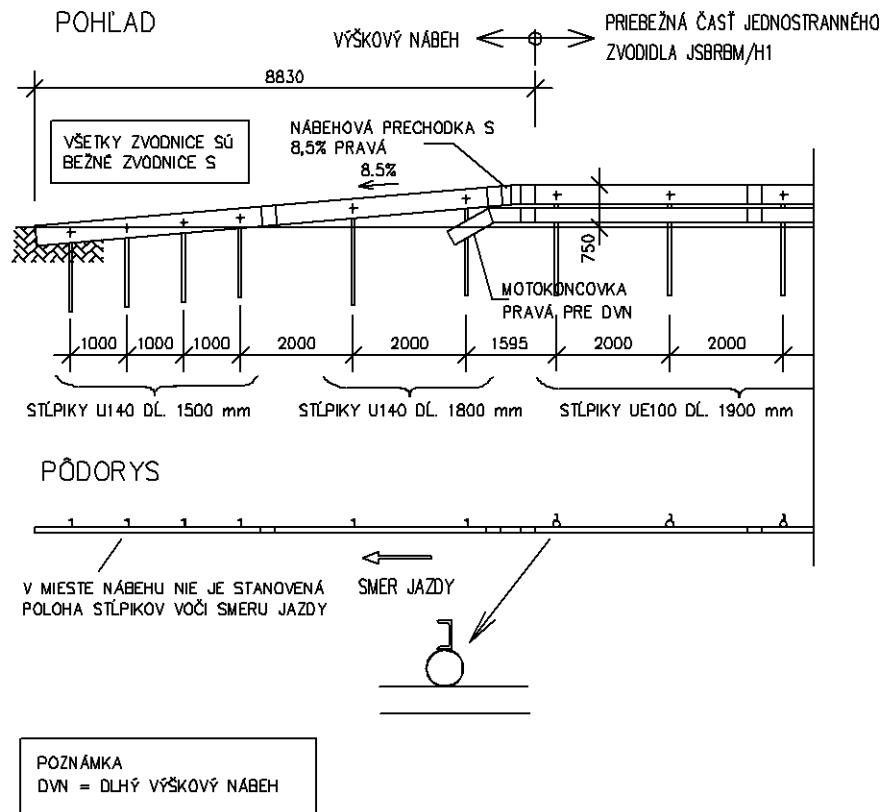 POHĽAD
VÝŠKOVÝ NÁBEH
PRIEBEŽNÁ ČASŤ JEDNOSTRANNÉHO
ZVODIDLA JSBRBM/H1
8830
VŠETKY ZVODNICE SÚ
BEŽNÉ ZVODNICE S
NÁBEHOVÁ PRECHODKA S
8,5% PRAVÁ
8.5%
750
MOTOKONCOVKA
PRAVÁ PRE DVN
1000 1000 1000 2000 2000 1595 2000 2000
STĹPIKY U140 DĹ. 1500 mm STĹPIKY U140 DĹ. 1800 mm STĹPIKY UE100 DĹ. 1900 mm
PÔDORYS
V MIESTE NÁBEHU NIE JE STANOVENÁ
POLOHA STĹPIKOV VOČI SMERU JAZDY
SMER JAZDY
POZNÁMKA
DVN = DLHÝ VÝŠKOVÝ NÁBEH